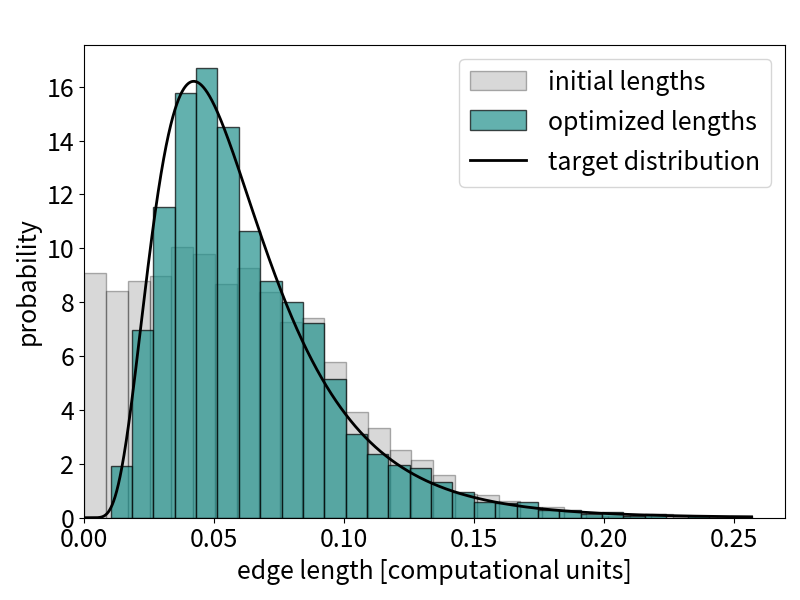 initial lengths
optimized lengths
target distribution
probability
16
14
12
10
8
6
4
2
0
0.00 0.05 0.10 0.15 0.20 0.25
edge length [computational units]